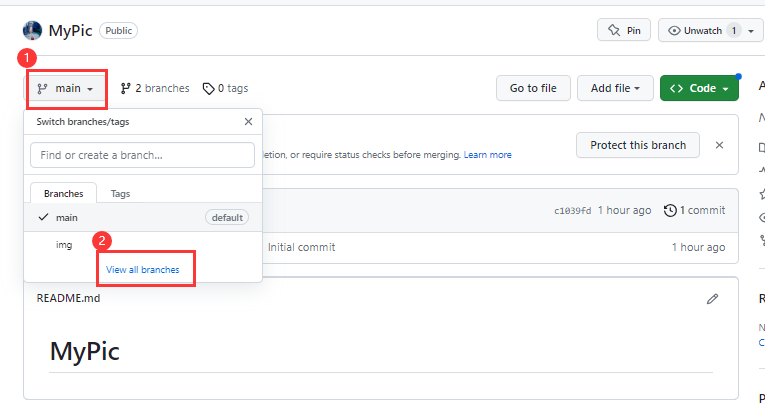 MyPic Public Pin Unwatch 1
1
main 2 branches 0 tags Go to file Add file Code
Switch branches/tags
Find or create a branch...
etion, or require status checks before merging. Learn more Protect this branch
Branches Tags
main default c1039fd 1 hour ago 1 commit
2
img Initial commit 1 hour ago
View all branches
README.md
MyPic